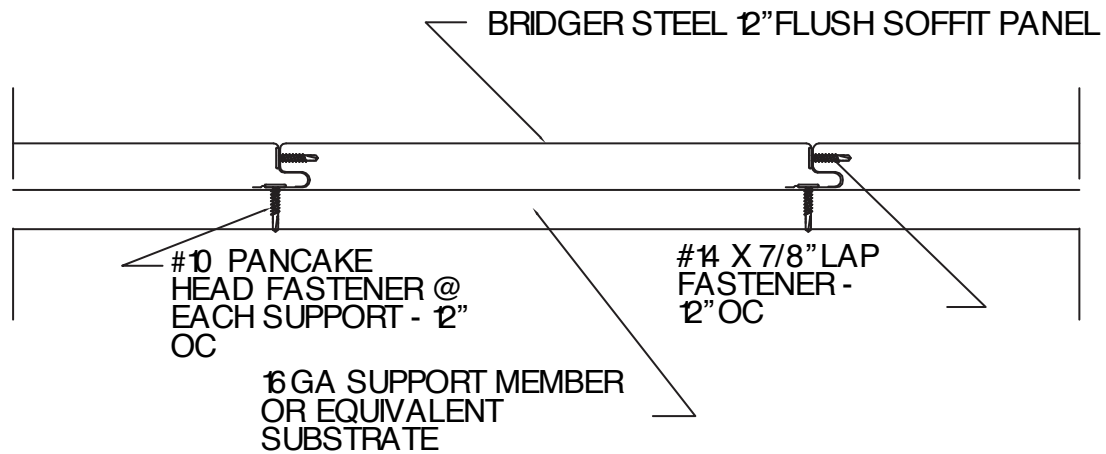 BRIDGER STEEL 12" FLUSH SOFFIT PANEL
#10 PANCAKE
HEAD FASTENER @
EACH SUPPORT - 12"
OC
#14 X 7/8" LAP
FASTENER -
12" OC
16 GA SUPPORT MEMBER
OR EQUIVALENT
SUBSTRATE